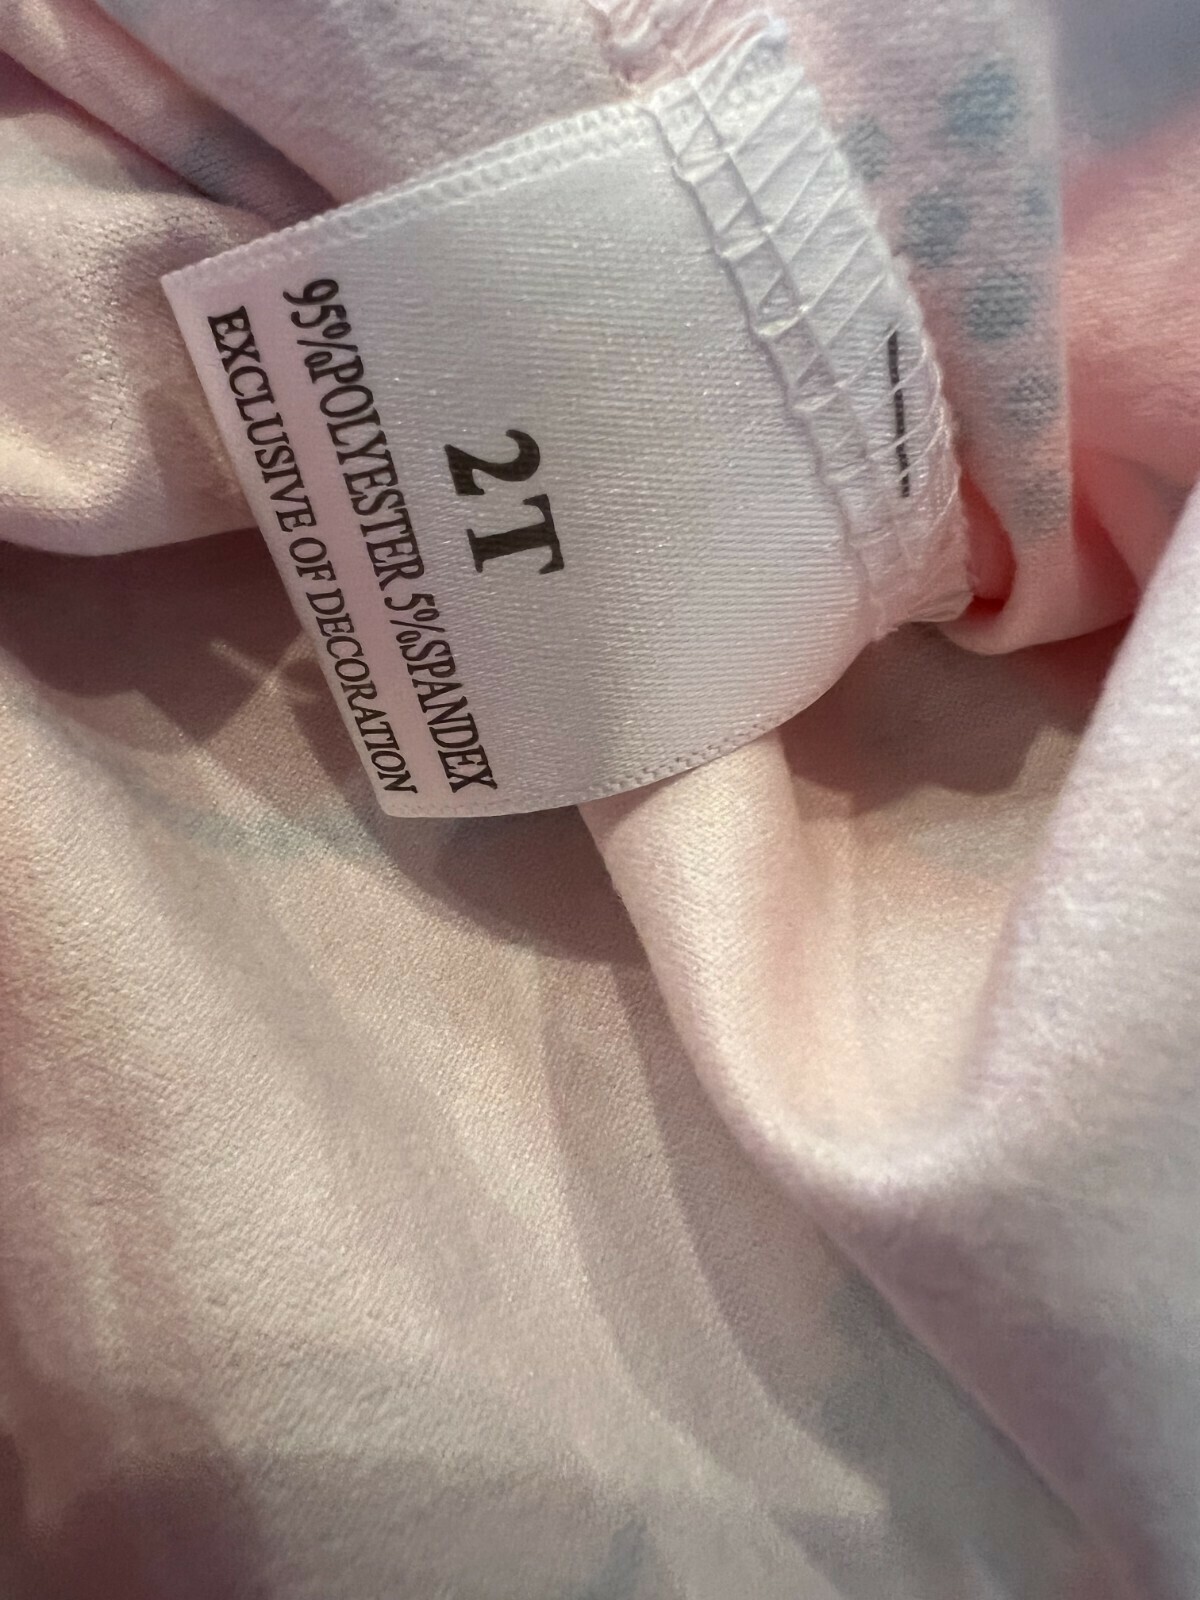 2T
95%POLYESTER 5%SPANDEX
EXCLUSIVE OF DECORATION